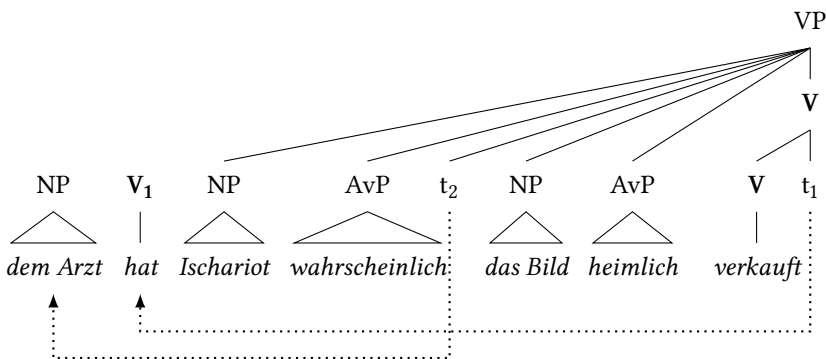 VP
V
NP V₁ NP AvP t₂ NP AvP V t₁
dem Arzt hat Ischariot wahrscheinlich das Bild heimlich verkauft